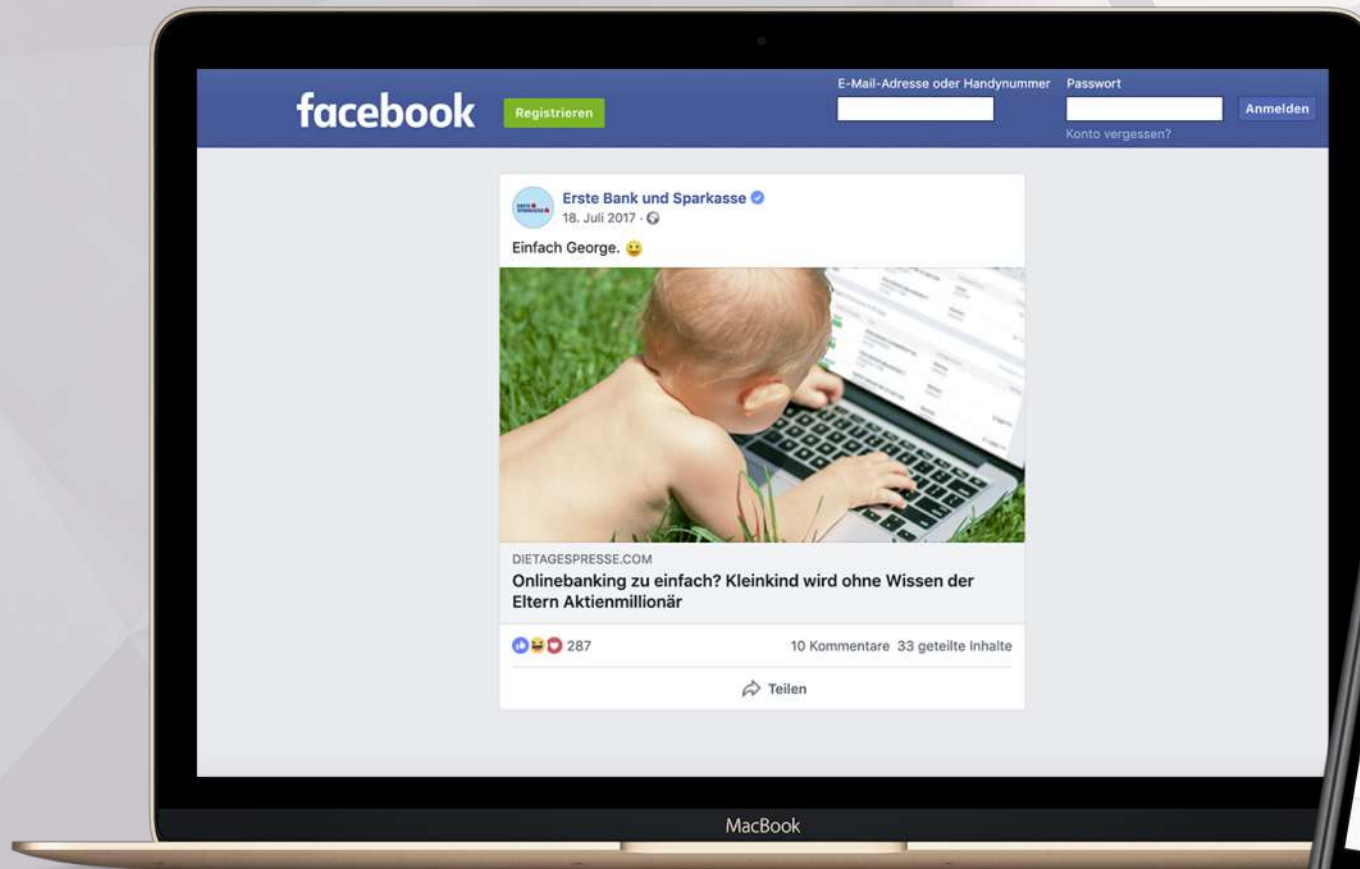 facebook
Registrieren
E-Mail-Adresse oder Handynummer
Passwort
Anmelden
Konto vergessen?
Erste Bank und Sparkasse
18. Juli 2017 ·
Einfach George. 😀
DIETAGESPRESSE.COM
Onlinebanking zu einfach? Kleinkind wird ohne Wissen der
Eltern Aktienmillionär
287
10 Kommentare 33 geteilte Inhalte
Teilen
MacBook